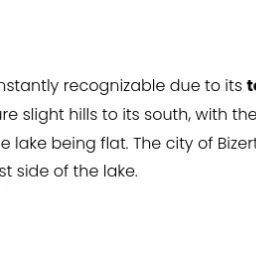 nstantly recognizable due to its
re slight hills to its south, with the
e lake being flat. The city of Bizert
st side of the lake.